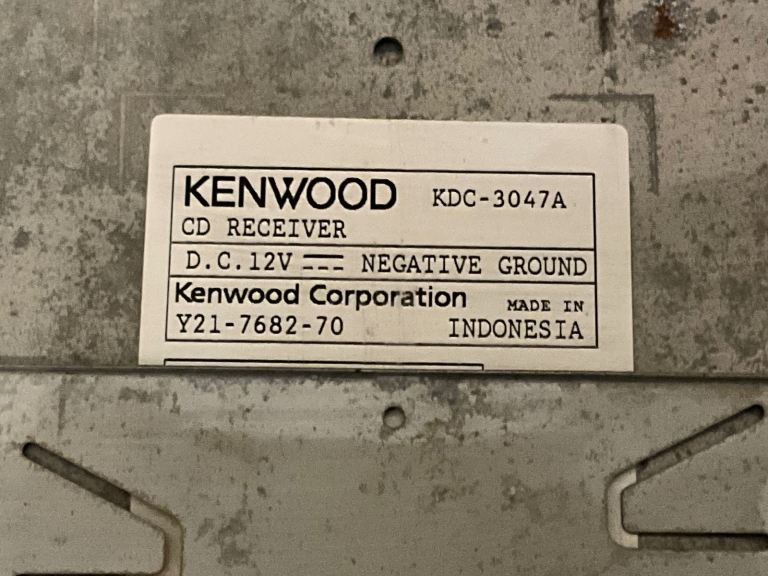 KENWOOD KDC-3047A
CD RECEIVER
D.C.12V NEGATIVE GROUND
Kenwood Corporation MADE IN
Y21-7682-70 INDONESIA